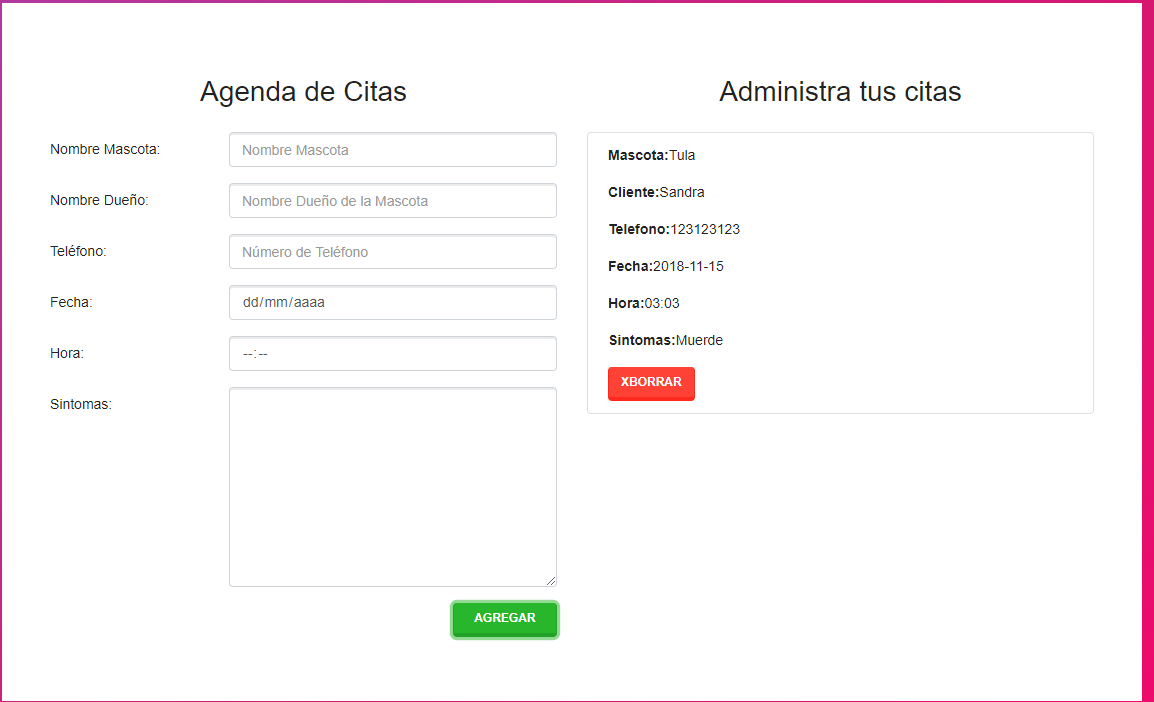 Agenda de Citas
Nombre Mascota:
Nombre Mascota
Nombre Dueño:
Nombre Dueño de la Mascota
Teléfono:
Número de Teléfono
Fecha:
dd/mm/aaaa
Hora:
--:--
Sintomas:
AGREGAR
Administra tus citas
Mascota:Tula
Cliente:Sandra
Telefono:123123123
Fecha:2018-11-15
Hora:03:03
Sintomas:Muerde
XBORRAR